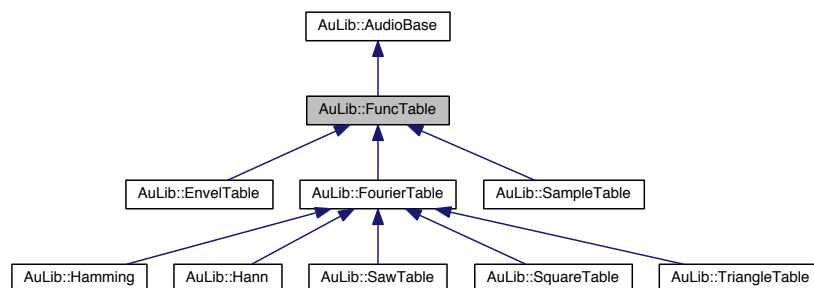 AuLib::AudioBase
AuLib::FuncTable
AuLib::EnvelTable
AuLib::FourierTable
AuLib::SampleTable
AuLib::Hamming
AuLib::Hann
AuLib::SawTable
AuLib::SquareTable
AuLib::TriangleTable